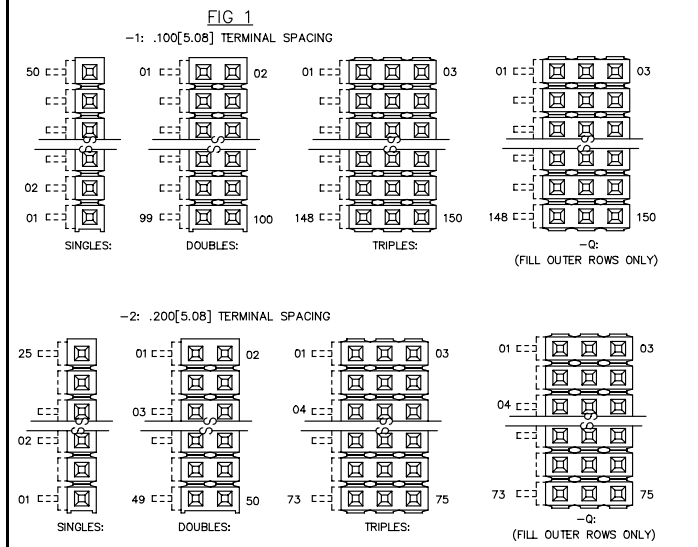 FIG 1
-1: .100[5.08] TERMINAL SPACING
50 01 02 01 03 01 03
02
01 99 100 148 150 148 150
SINGLES: DOUBLES: TRIPLES: -Q:
(FILL OUTER ROWS ONLY)
-2: .200[5.08] TERMINAL SPACING
25 01 02 01 03 01 03
03 04 04
02
01 49 50 73 75 73 75
SINGLES: DOUBLES: TRIPLES: -Q:
(FILL OUTER ROWS ONLY)